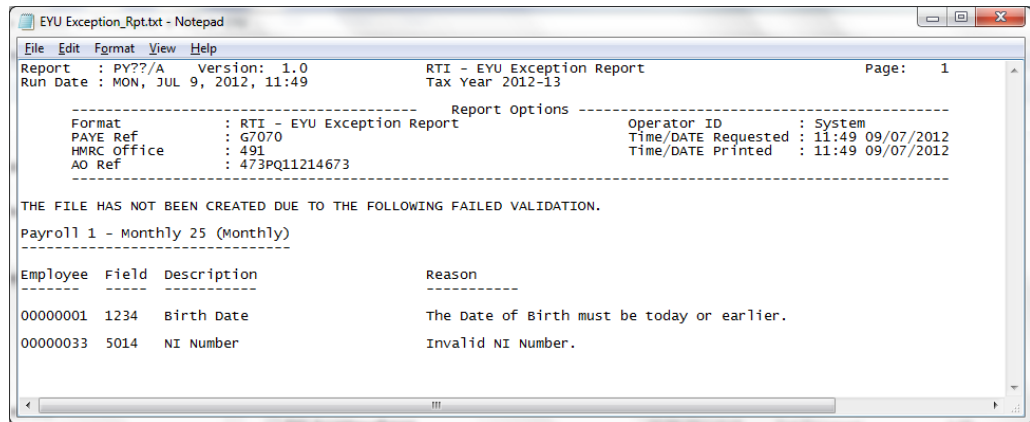 EYU Exception_Rpt.txt - Notepad
File Edit Format View Help
Report : PY??/A Version: 1.0 RTI - EYU Exception Report Page: 1
Run Date : MON, JUL 9, 2012, 11:49 Tax Year 2012-13
---------------------------------------- Report Options -------------------------------------------
Format : RTI - EYU Exception Report Operator ID : System
PAYE Ref : G7070 Time/DATE Requested : 11:49 09/07/2012
HMRC Office : 491 Time/DATE Printed : 11:49 09/07/2012
AO Ref : 473PQ11214673
-----------------------------------------------------------------------------------------------------
THE FILE HAS NOT BEEN CREATED DUE TO THE FOLLOWING FAILED VALIDATION.
Payroll 1 - Monthly 25 (Monthly)
-------------------------------
Employee Field Description Reason
------- ----- ----------- -----------
00000001 1234 Birth Date The Date of Birth must be today or earlier.
00000033 5014 NI Number Invalid NI Number.